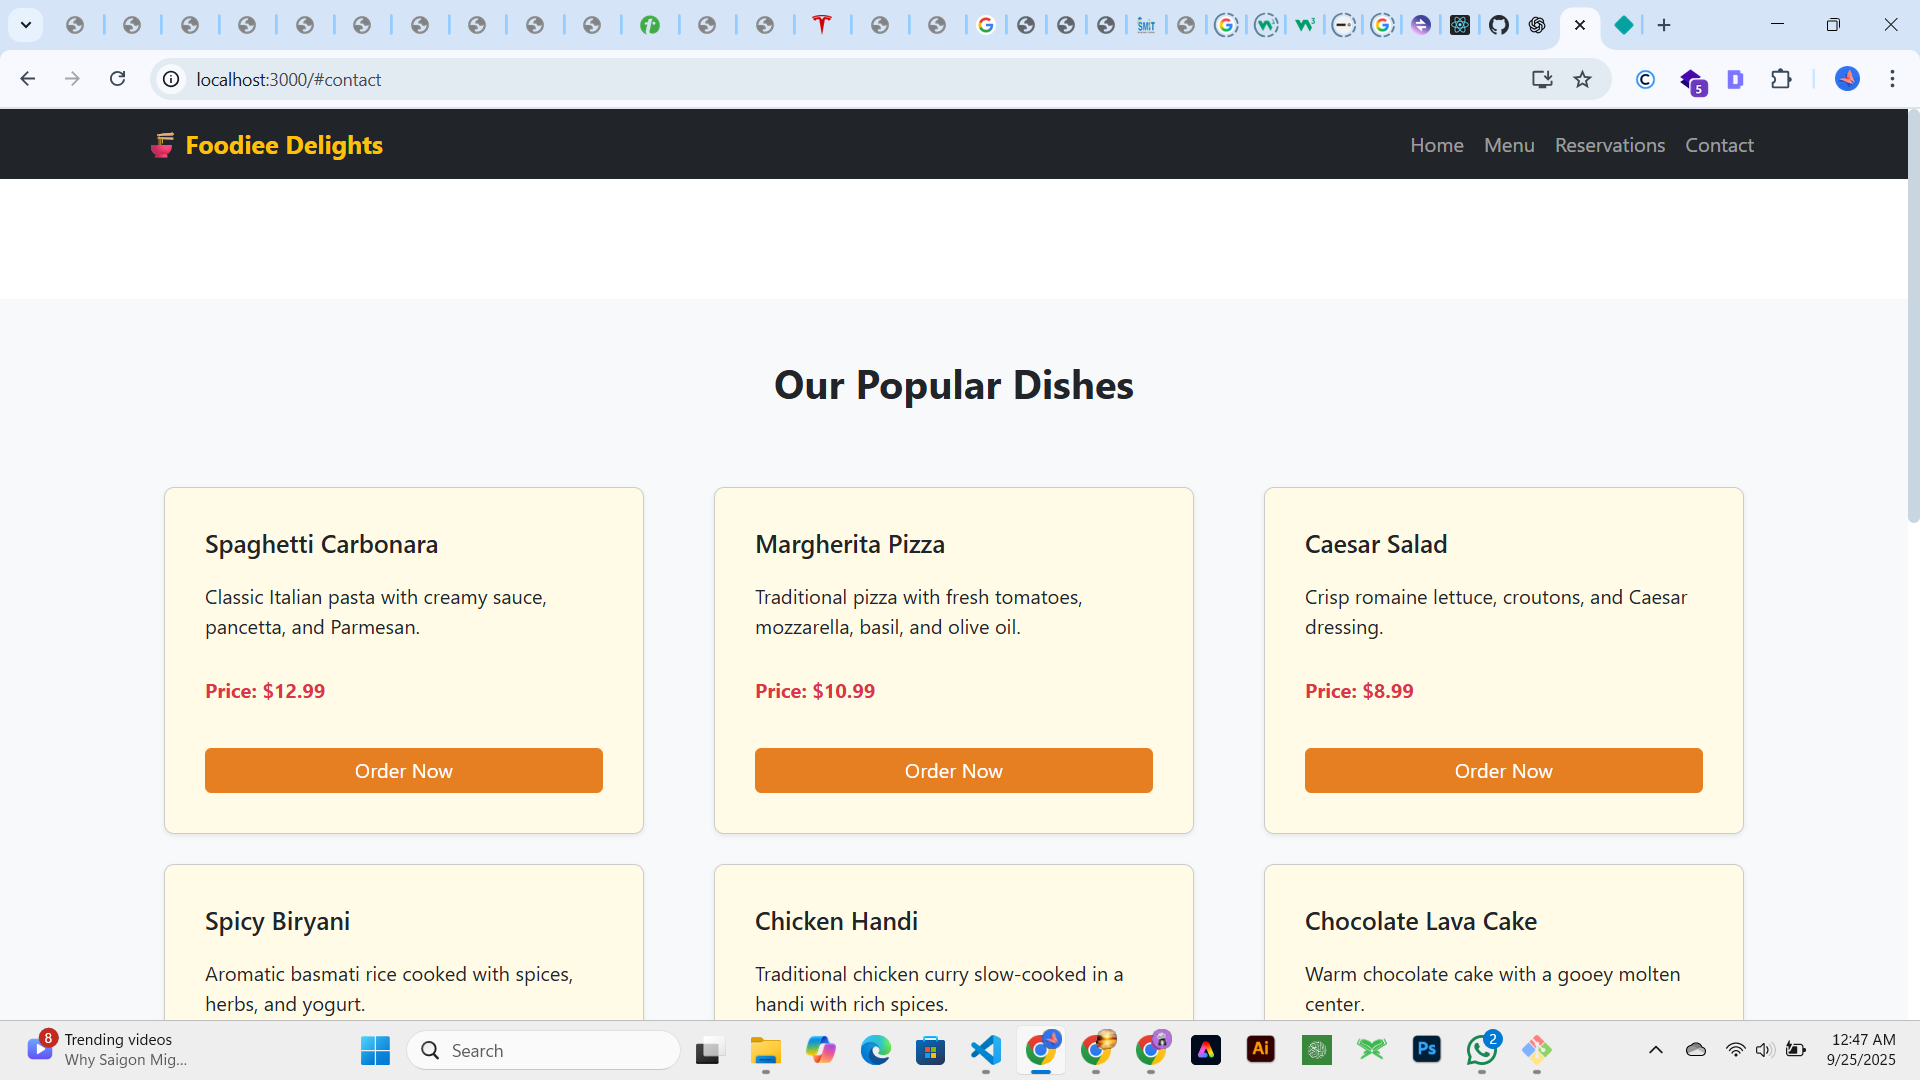 localhost:3000/#contact
5
Foodiee Delights
Home Menu Reservations Contact
Our Popular Dishes
Spaghetti Carbonara
Classic Italian pasta with creamy sauce,
pancetta, and Parmesan.
Price: $12.99
Order Now
Margherita Pizza
Traditional pizza with fresh tomatoes,
mozzarella, basil, and olive oil.
Price: $10.99
Order Now
Caesar Salad
Crisp romaine lettuce, croutons, and Caesar
dressing.
Price: $8.99
Order Now
Spicy Biryani
Aromatic basmati rice cooked with spices,
herbs, and yogurt.
Chicken Handi
Traditional chicken curry slow-cooked in a
handi with rich spices.
Chocolate Lava Cake
Warm chocolate cake with a gooey molten
center.
8
Trending videos
Why Saigon Mig...
Search
Ai
Ps
2
12:47 AM
9/25/2025